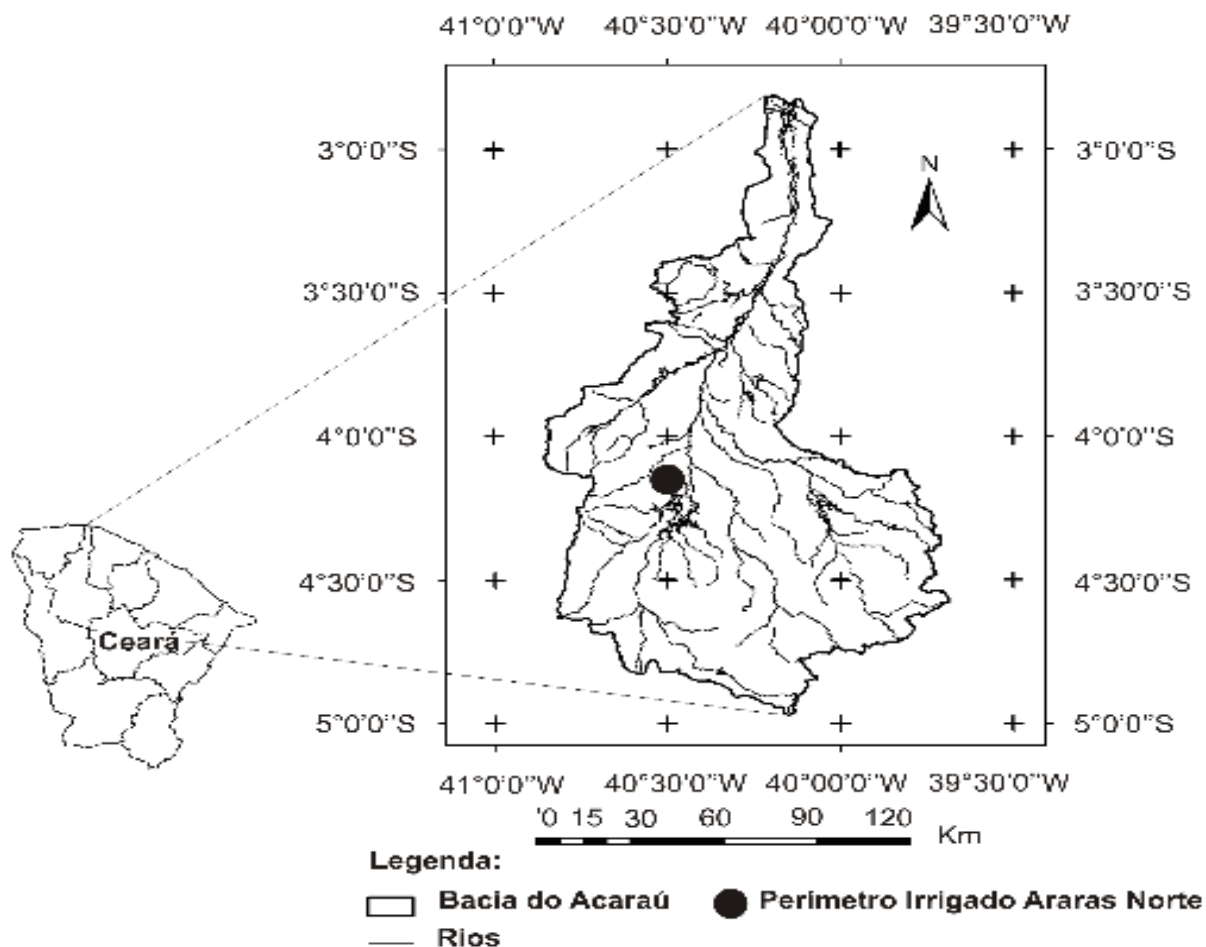 41°0'0"W 40°30'0"W 40°00'0"W 39°30'0"W
3°0'0"S 3°0'0"S
N
3°30'0"S 3°30'0"S
4°0'0"S 4°0'0"S
4°30'0"S 4°30'0"S
Ceará
5°0'0"S 5°0'0"S
41°0'0"W 40°30'0"W 40°00'0"W 39°30'0"W
'0 15 30 60 90 120 Km
Legenda:
Bacia do Acaraú Perímetro Irrigado Araras Norte
Rios